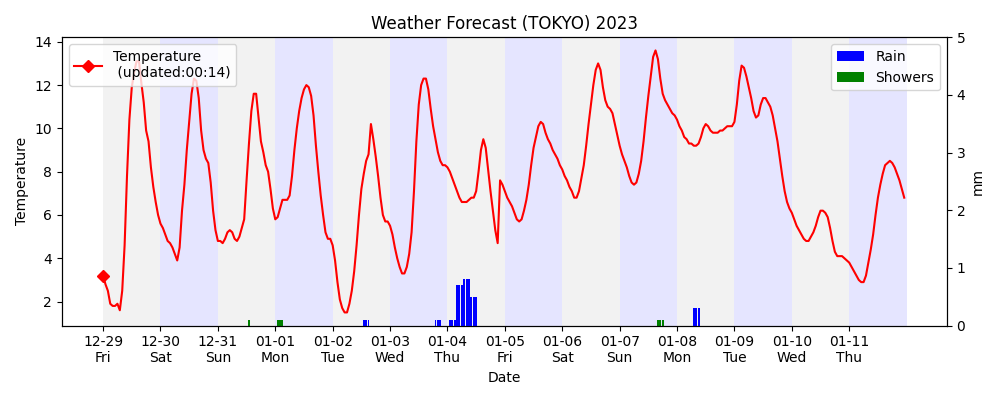 Weather Forecast (TOKYO) 2023
Temperature
(updated:00:14)
Rain
Showers
14
12
10
8
6
4
2
Temperature
5
4
3
2
1
0
mm
12-29 12-30 12-31 01-01 01-02 01-03 01-04 01-05 01-06 01-07 01-08 01-09 01-10 01-11
Fri Sat Sun Mon Tue Wed Thu Fri Sat Sun Mon Tue Wed Thu
Date